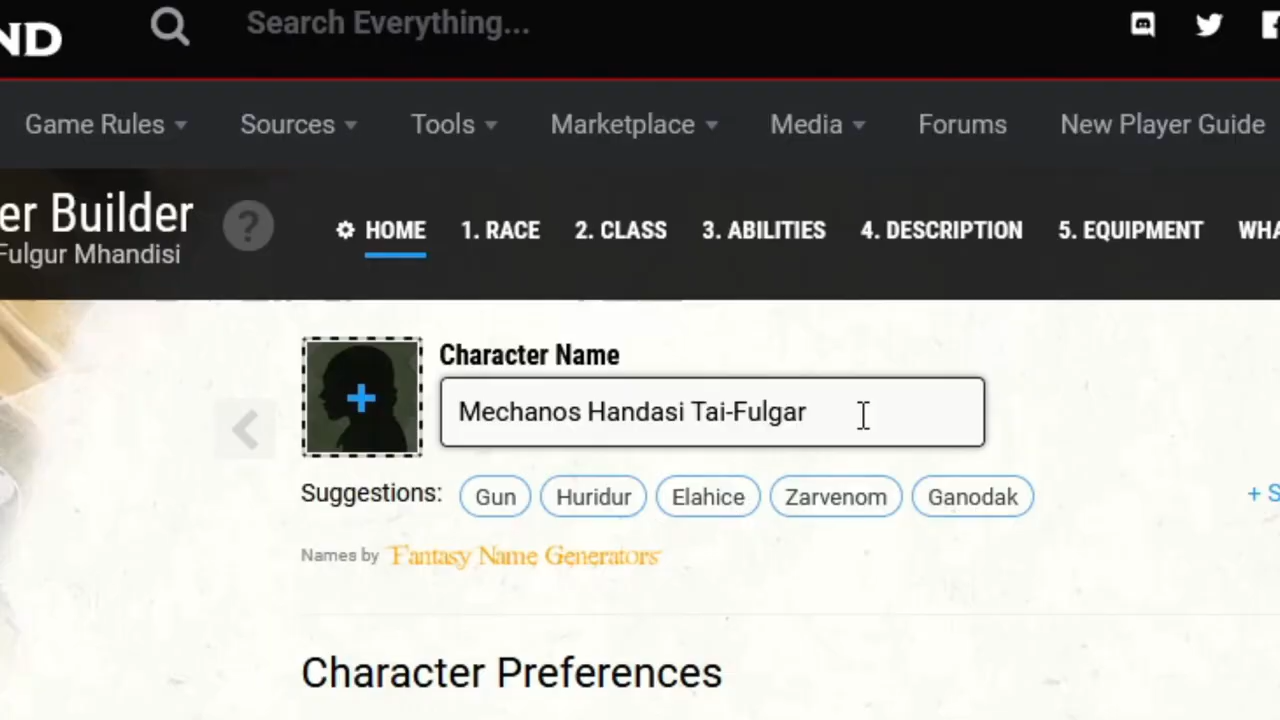 ND
Search Everything...
Game Rules Sources Tools Marketplace Media Forums New Player Guide
er Builder
?
HOME 1. RACE 2. CLASS 3. ABILITIES 4. DESCRIPTION 5. EQUIPMENT WHA
Fulgur Mhandisi
Character Name
Mechanos Handasi Tai-Fulgar
Suggestions: Gun Huridur Elahice Zarvenom Ganodak + S
Names by Fantasy Name Generators
Character Preferences